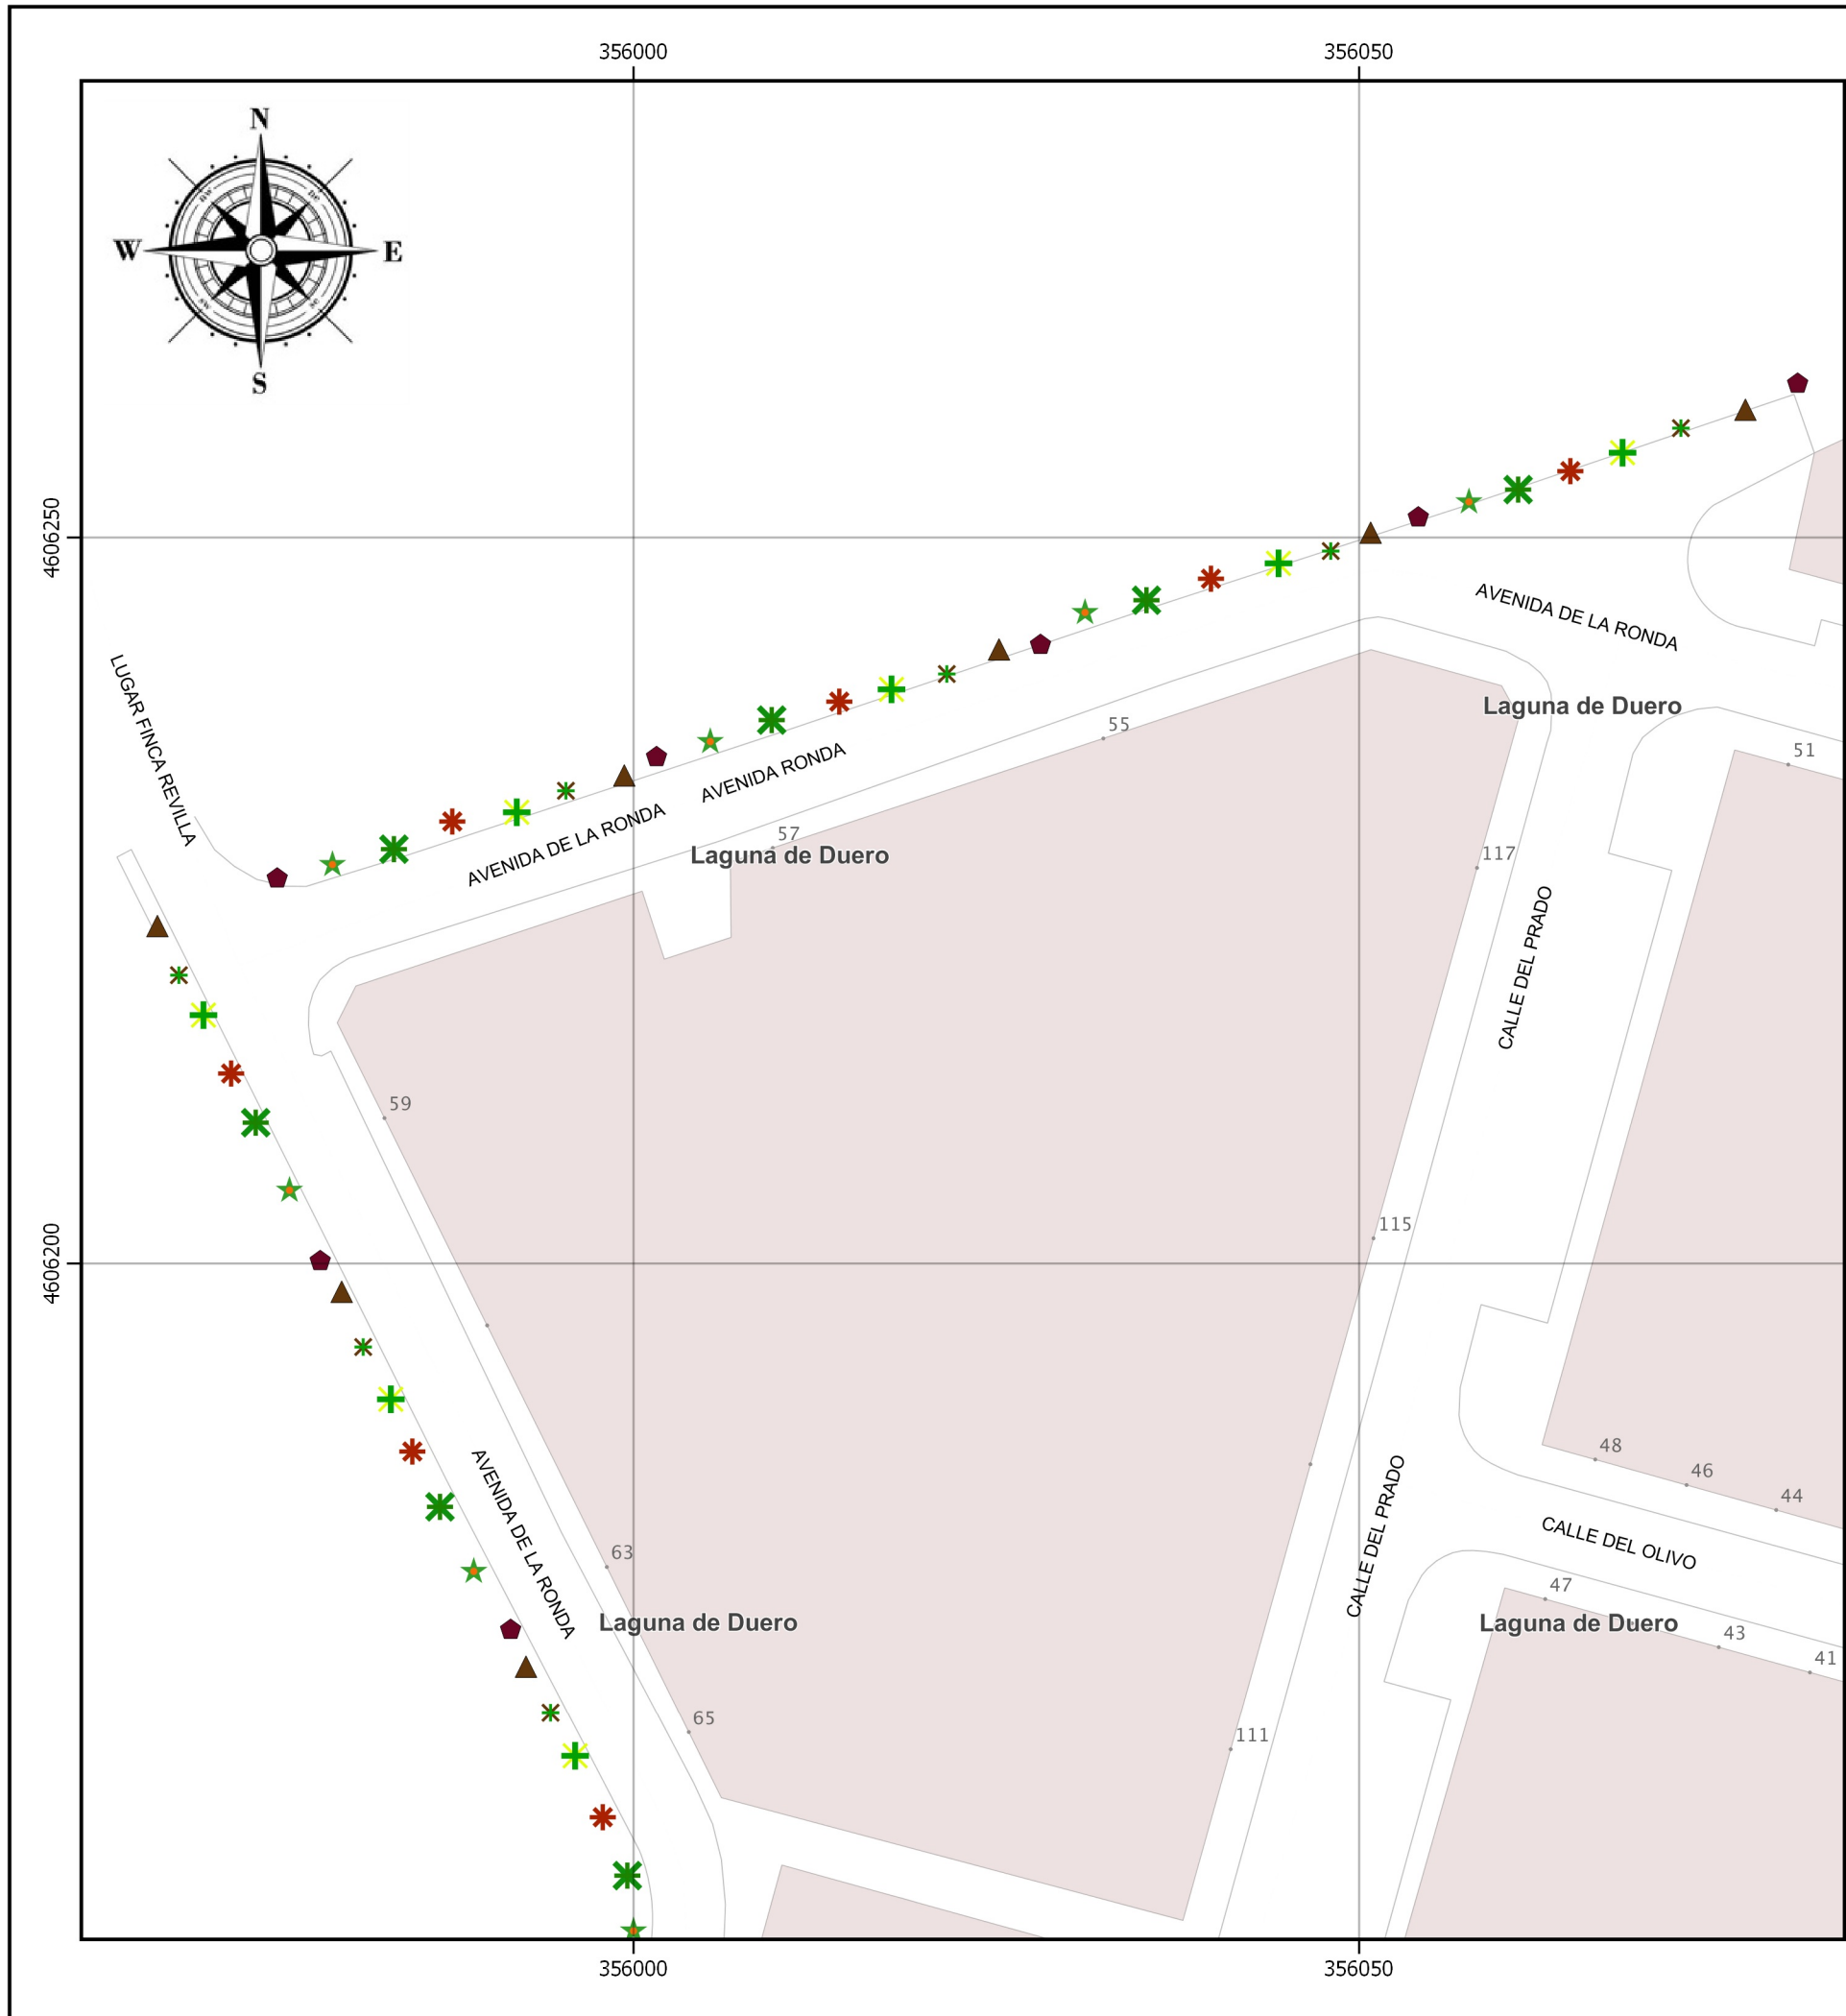 356000
356050
N
W
E
S
4606250
AVENIDA DE LA RONDA
LUGAR FINCA REVILLA
Laguna de Duero
55
51
AVENIDA RONDA
AVENIDA DE LA RONDA
57
Laguna de Duero
117
CALLE DEL PRADO
59
115
4606200
48
46
44
AVENIDA DE LA RONDA
CALLE DEL PRADO
CALLE DEL OLIVO
63
47
Laguna de Duero
Laguna de Duero
43
41
65
111
356000
356050